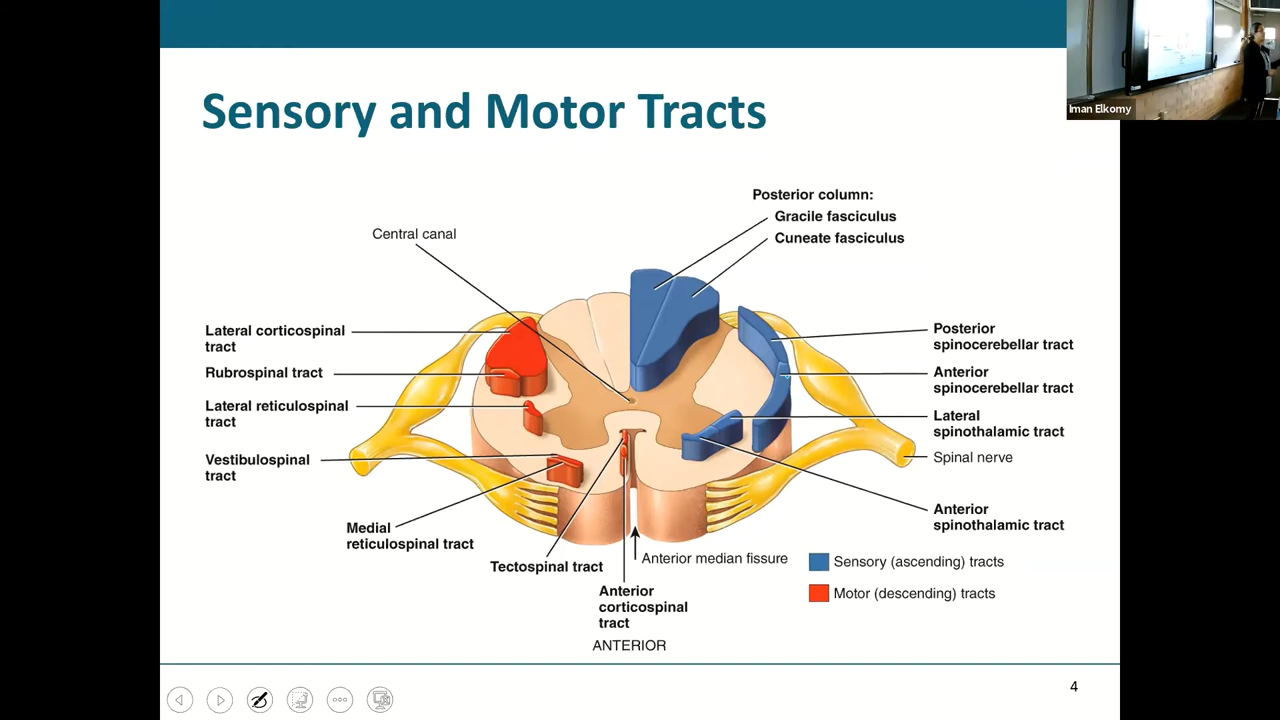 Iman Elkomy
Sensory and Motor Tracts
Posterior column:
Gracile fasciculus
Cuneate fasciculus
Central canal
Lateral corticospinal
tract
Rubrospinal tract
Lateral reticulospinal
tract
Vestibulospinal
tract
Medial
reticulospinal tract
Tectospinal tract
Anterior
corticospinal
tract
ANTERIOR
Anterior median fissure
Posterior
spinocerebellar tract
Anterior
spinocerebellar tract
Lateral
spinothalamic tract
Spinal nerve
Anterior
spinothalamic tract
Sensory (ascending) tracts
Motor (descending) tracts
4